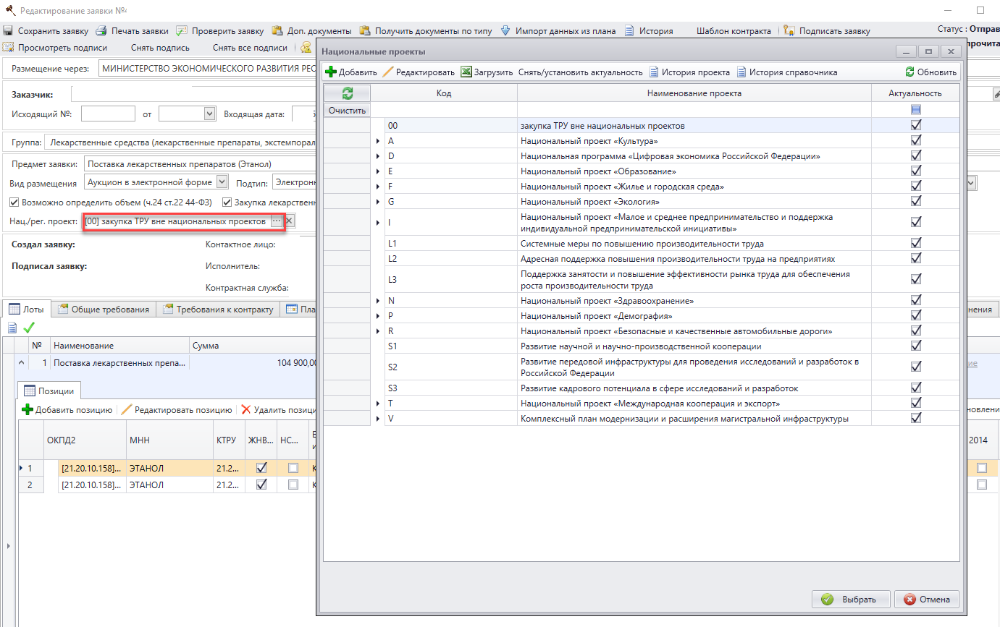 Редактирование заявки №
Сохранить заявку Печать заявки Проверить заявку Доп. документы Получить документы по типу Импорт данных из плана История Шаблон контракта Подписать заявку
Статус : Отправ
Просмотреть подписи Снять подпись Снять все подписи
прочита
Размещение через: МИНИСТЕРСТВО ЭКОНОМИЧЕСКОГО РАЗВИТИЯ РЕС
Заказчик:
Исходящий №: от Входящая дата:
Группа: Лекарственные средства (лекарственные препараты, экстемпорал
Предмет заявки: Поставка лекарственных препаратов (Этанол)
Вид размещения Аукцион в электронной форме Подтип: Электронн
Возможно определить объем (ч.24 ст.22 44-ФЗ) Закупка лекарственн
Нац./рег. проект: [00] закупка ТРУ вне национальных проектов
Создал заявку: Контактное лицо:
Подписал заявку: Исполнитель:
Контрактная служба:
Лоты Общие требования Требования к контракту Пла
нения
№ Наименование Сумма
1 Поставка лекарственных препа... 104 900,00
ие
Позиции
Добавить позицию Редактировать позицию Удалить позици
новлени
ОКПД2 МНН КТРУ ЖНВ... НС...
2014
1 [21.20.10.158]... ЭТАНОЛ 21.2...
2 [21.20.10.158]... ЭТАНОЛ 21.2...
Национальные проекты
Добавить Редактировать Загрузить Снять/установить актуальность История проекта История справочника Обновить
Код Наименование проекта Актуальность
Очистить
00 закупка ТРУ вне национальных проектов
A Национальный проект «Культура»
D Национальная программа «Цифровая экономика Российской Федерации»
E Национальный проект «Образование»
F Национальный проект «Жилье и городская среда»
G Национальный проект «Экология»
I Национальный проект «Малое и среднее предпринимательство и поддержка
индивидуальной предпринимательской инициативы»
L1 Системные меры по повышению производительности труда
L2 Адресная поддержка повышения производительности труда на предприятиях
L3 Поддержка занятости и повышение эффективности рынка труда для обеспечения
роста производительности труда
N Национальный проект «Здравоохранение»
P Национальный проект «Демография»
R Национальный проект «Безопасные и качественные автомобильные дороги»
S1 Развитие научной и научно-производственной кооперации
S2 Развитие передовой инфраструктуры для проведения исследований и разработок в
Российской Федерации
S3 Развитие кадрового потенциала в сфере исследований и разработок
T Национальный проект «Международная кооперация и экспорт»
V Комплексный план модернизации и расширения магистральной инфраструктуры
Выбрать Отмена